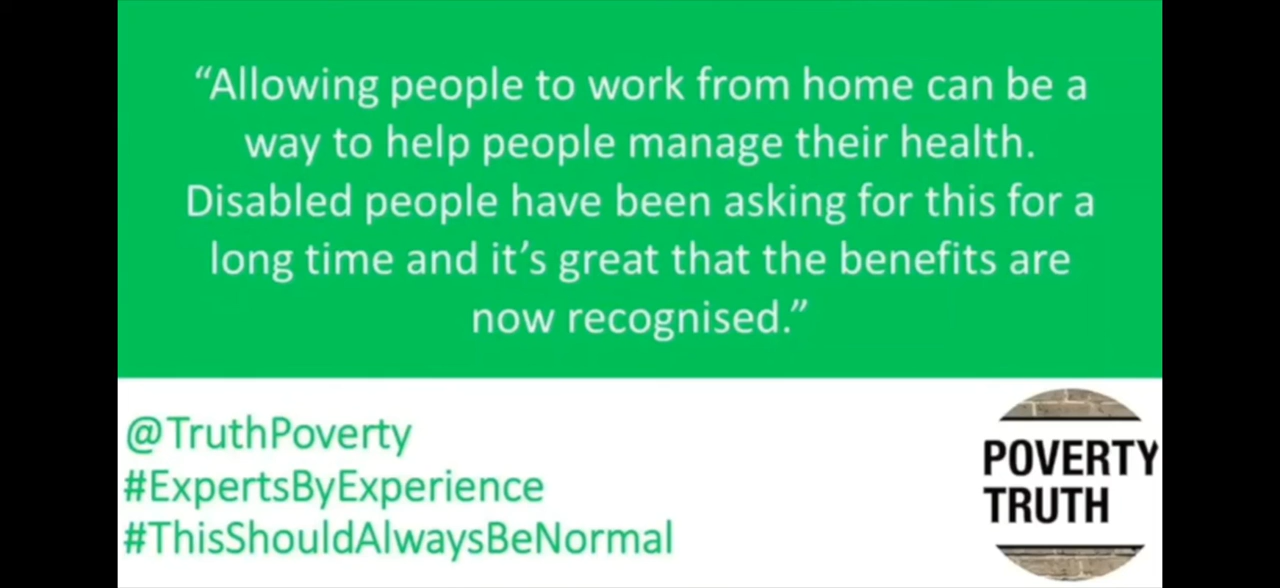 “Allowing people to work from home can be a
way to help people manage their health.
Disabled people have been asking for this for a
long time and it’s great that the benefits are
now recognised.”
@TruthPoverty
#ExpertsByExperience
#ThisShouldAlwaysBeNormal
POVERTY
TRUTH